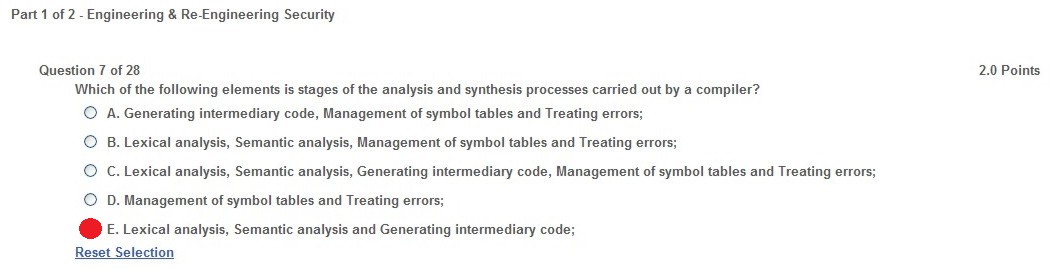 Part 1 of 2 - Engineering & Re-Engineering Security
Question 7 of 28 2.0 Points
Which of the following elements is stages of the analysis and synthesis processes carried out by a compiler?
A. Generating intermediary code, Management of symbol tables and Treating errors;
B. Lexical analysis, Semantic analysis, Management of symbol tables and Treating errors;
C. Lexical analysis, Semantic analysis, Generating intermediary code, Management of symbol tables and Treating errors;
D. Management of symbol tables and Treating errors;
E. Lexical analysis, Semantic analysis and Generating intermediary code;
Reset Selection